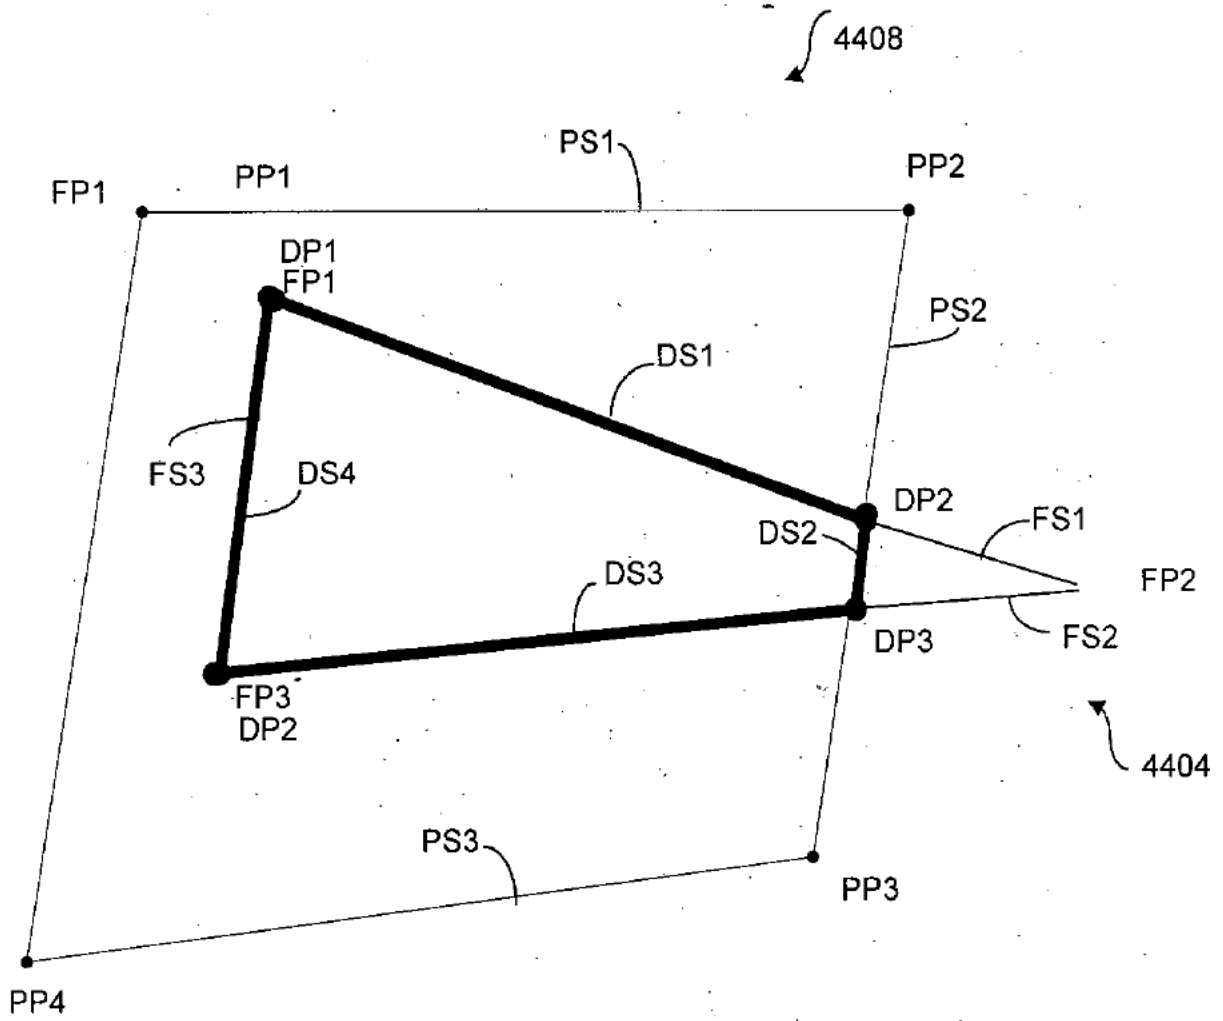 4408
PS1
PP2
PP1
FP1
DP1
FP1
PS2
DS1
FS3
DS4
DP2
FS1
DS2
DS3
FP2
DP3
FS2
FP3
DP2
4404
PS3
PP3
PP4